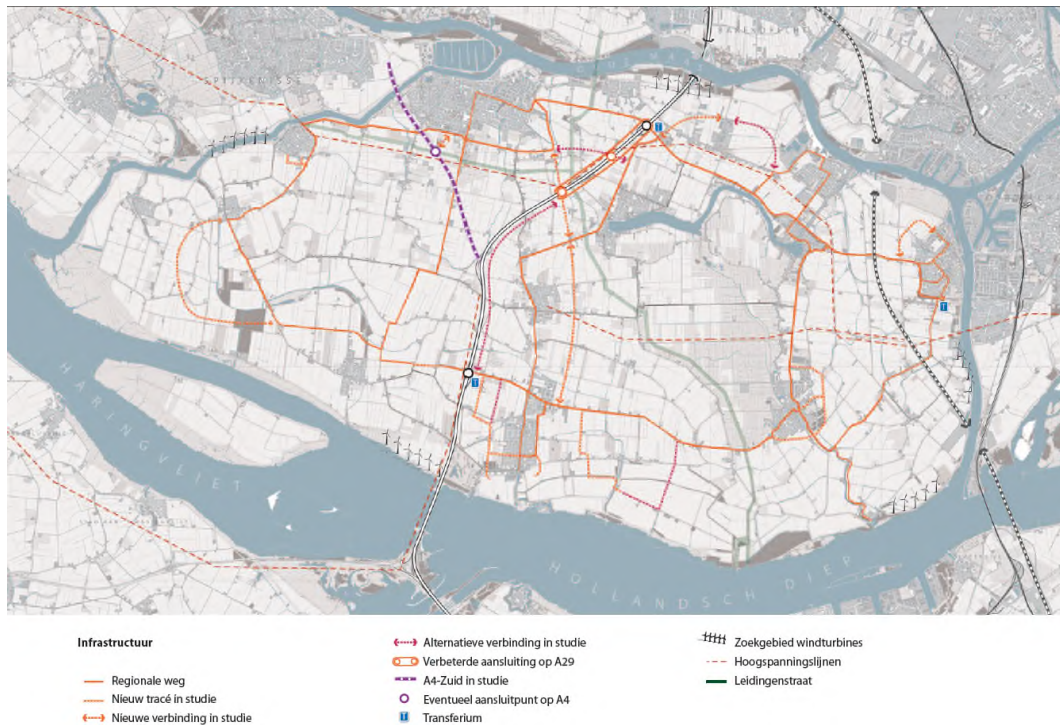 HARINGVLIET
HOLLANDSCH DIEP
Infrastructuur
Regionale weg
Nieuw tracé in studie
Nieuwe verbinding in studie
Alternatieve verbinding in studie
Verbeterde aansluiting op A29
A4-Zuid in studie
Eventueel aansluitpunt op A4
Transferium
Zoekgebied windturbines
Hoogspanningslijnen
Leidingenstraat